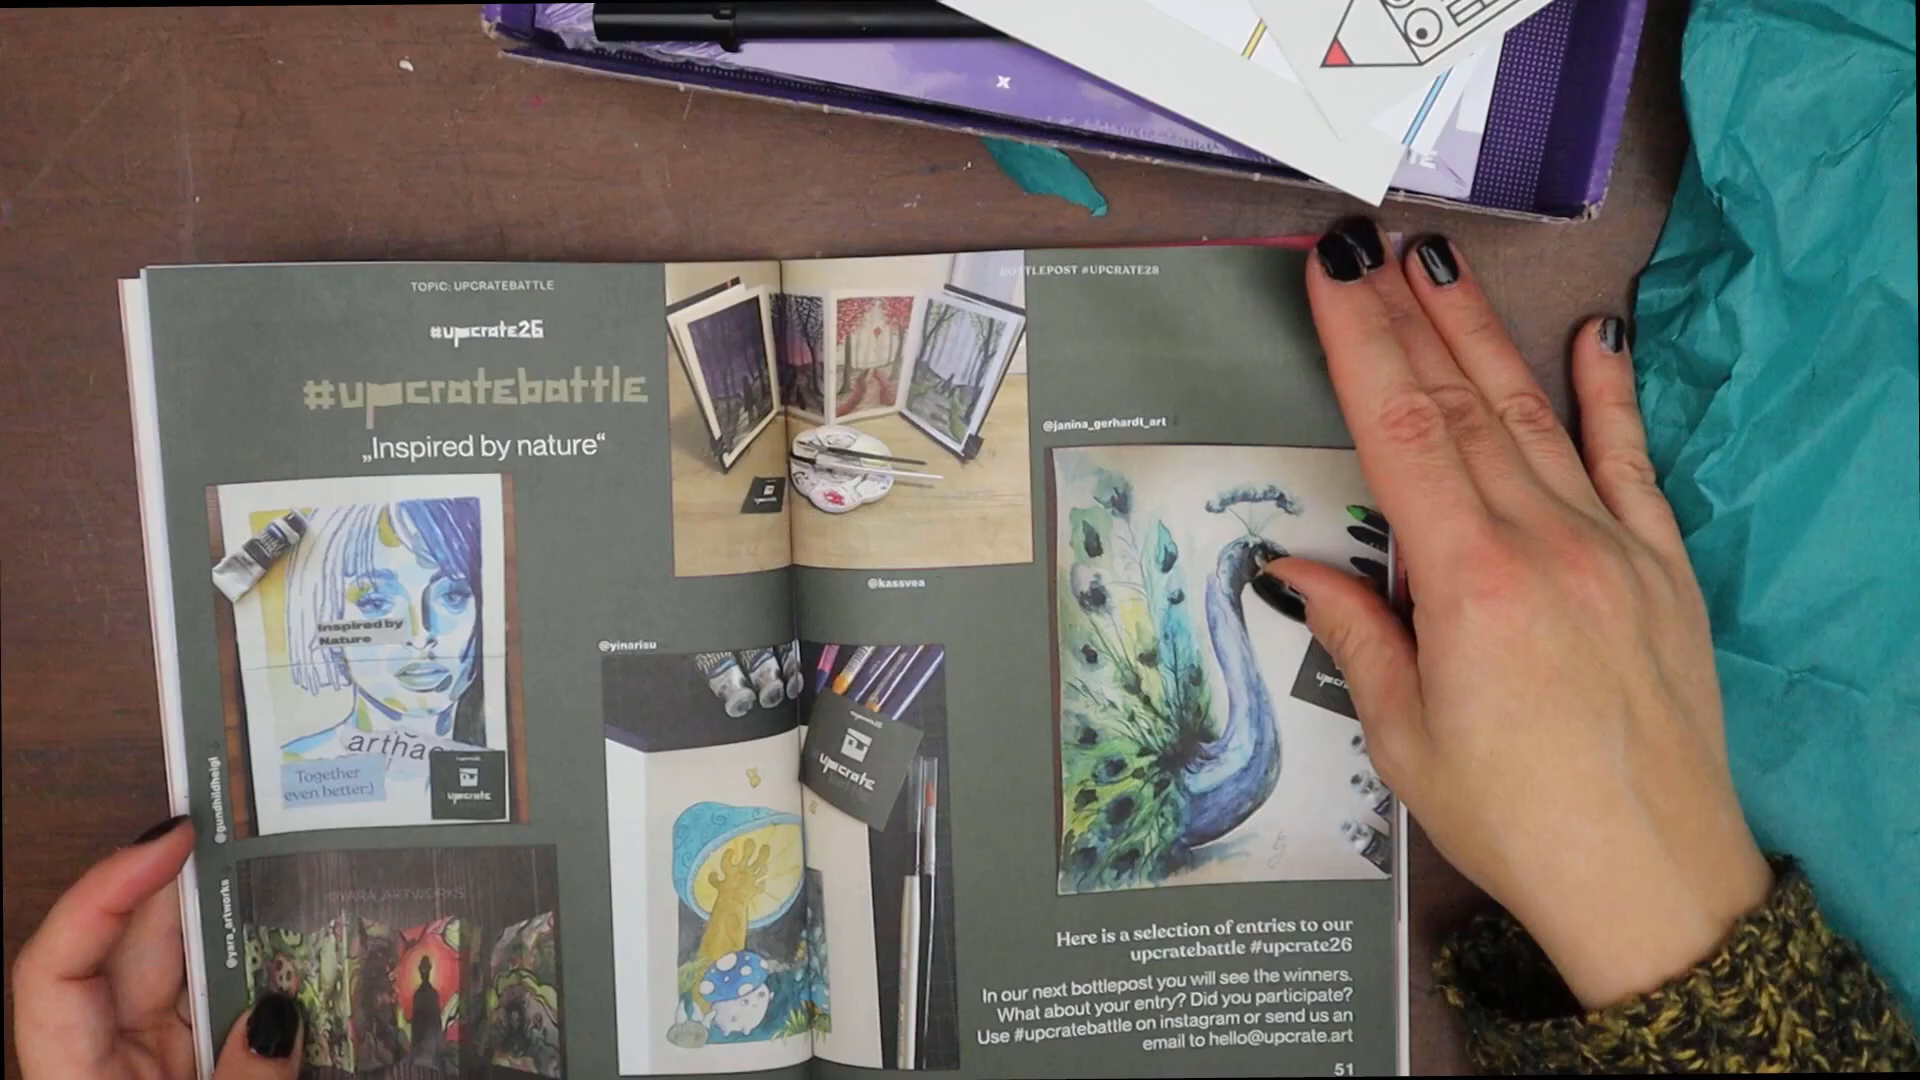 TOPIC: UPCRATEBATTLE
#upcrate26
#upcratebattle
„Inspired by nature“
BOTTLEPOST #UPCRATE28
@janina_gerhardt_art
@kassvea
@yinarisu
Inspired by
Nature
Together
even better:)
upcrate
@gundhildheigl
upcrate
@yara_artworks
@YARA_ARTWORKS
Here is a selection of entries to our
upcratebattle #upcrate26
In our next bottlepost you will see the winners.
What about your entry? Did you participate?
Use #upcratebattle on instagram or send us an
email to hello@upcrate.art
51